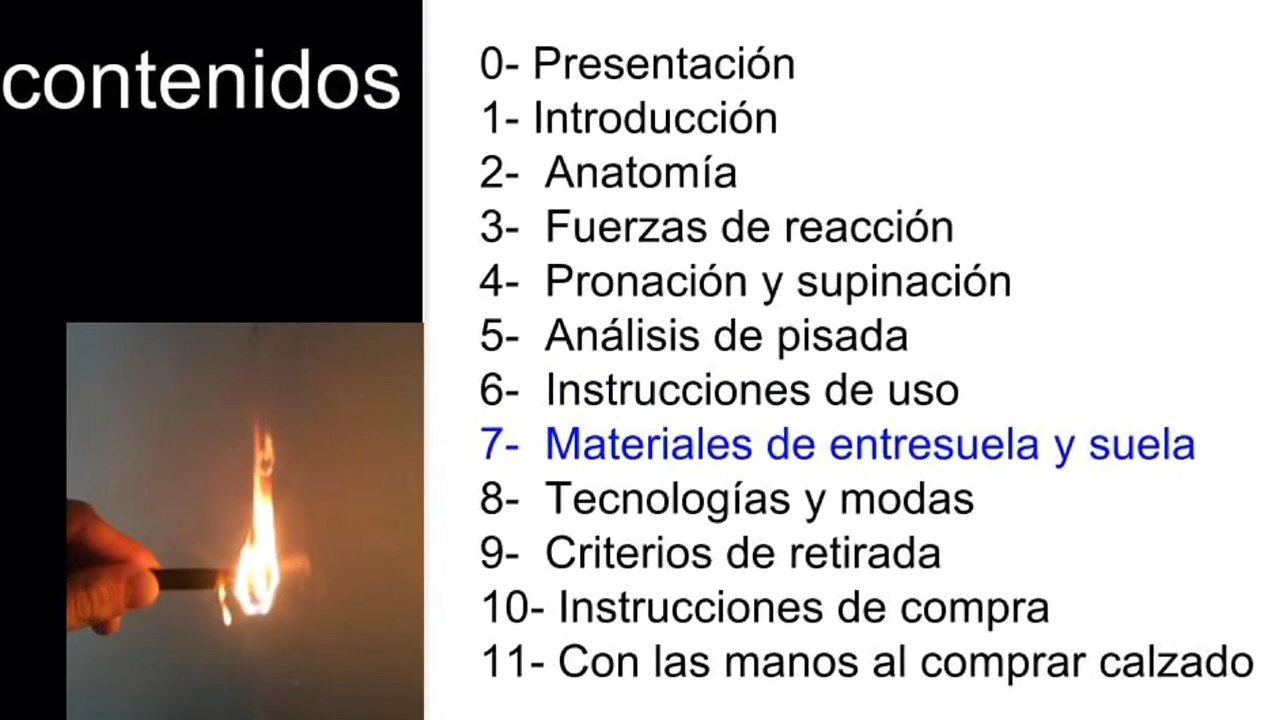 contenidos
0- Presentación
1- Introducción
2- Anatomía
3- Fuerzas de reacción
4- Pronación y supinación
5- Análisis de pisada
6- Instrucciones de uso
7- Materiales de entresuela y suela
8- Tecnologías y modas
9- Criterios de retirada
10- Instrucciones de compra
11- Con las manos al comprar calzado